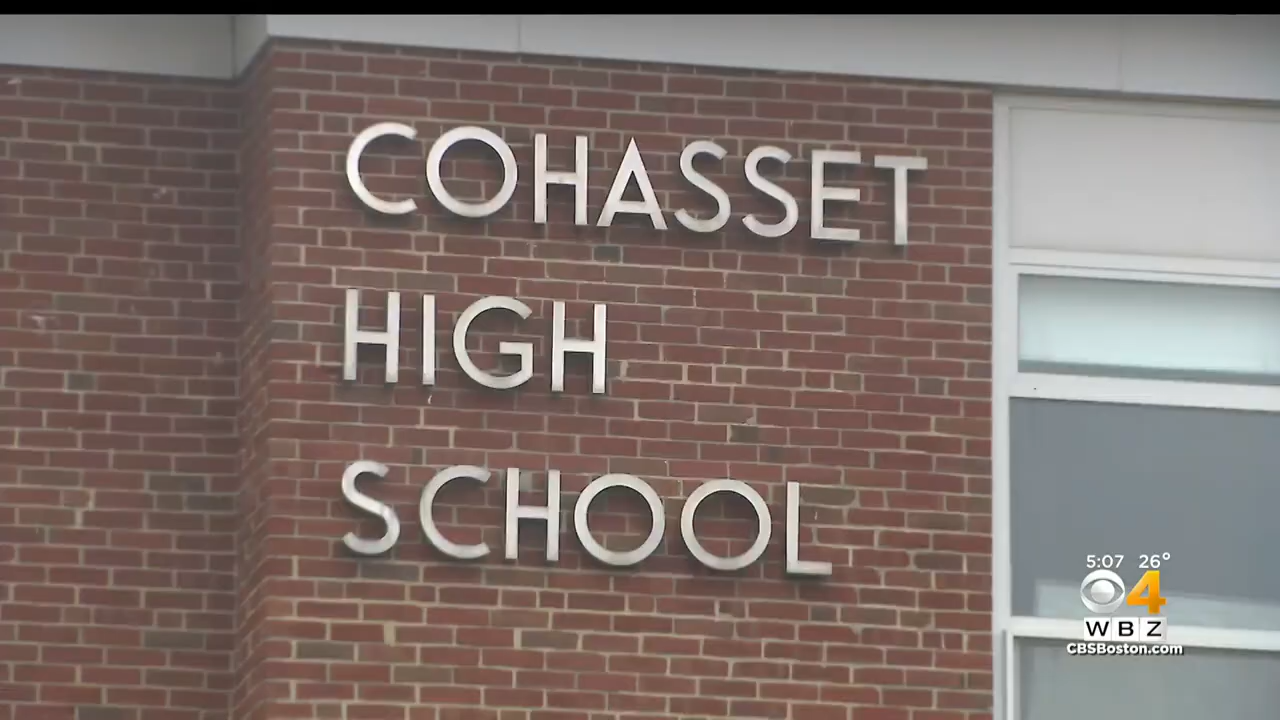 COHASSET
HIGH
SCHOOL
5:07 26°
4
WBZ
CBSBoston.com